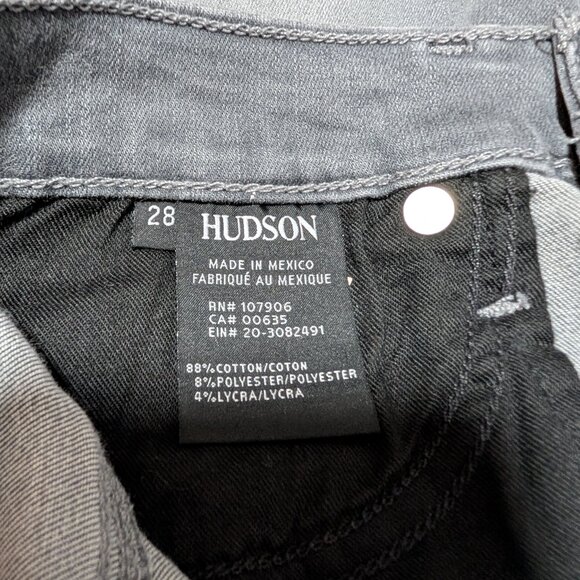 28
HUDSON
MADE IN MEXICO
FABRIQUÉ AU MEXIQUE
RN# 107906
CA# 00635
EIN# 20-3082491
88%COTTON/COTON
8%POLYESTER/POLYESTER
4%LYCRA/LYCRA